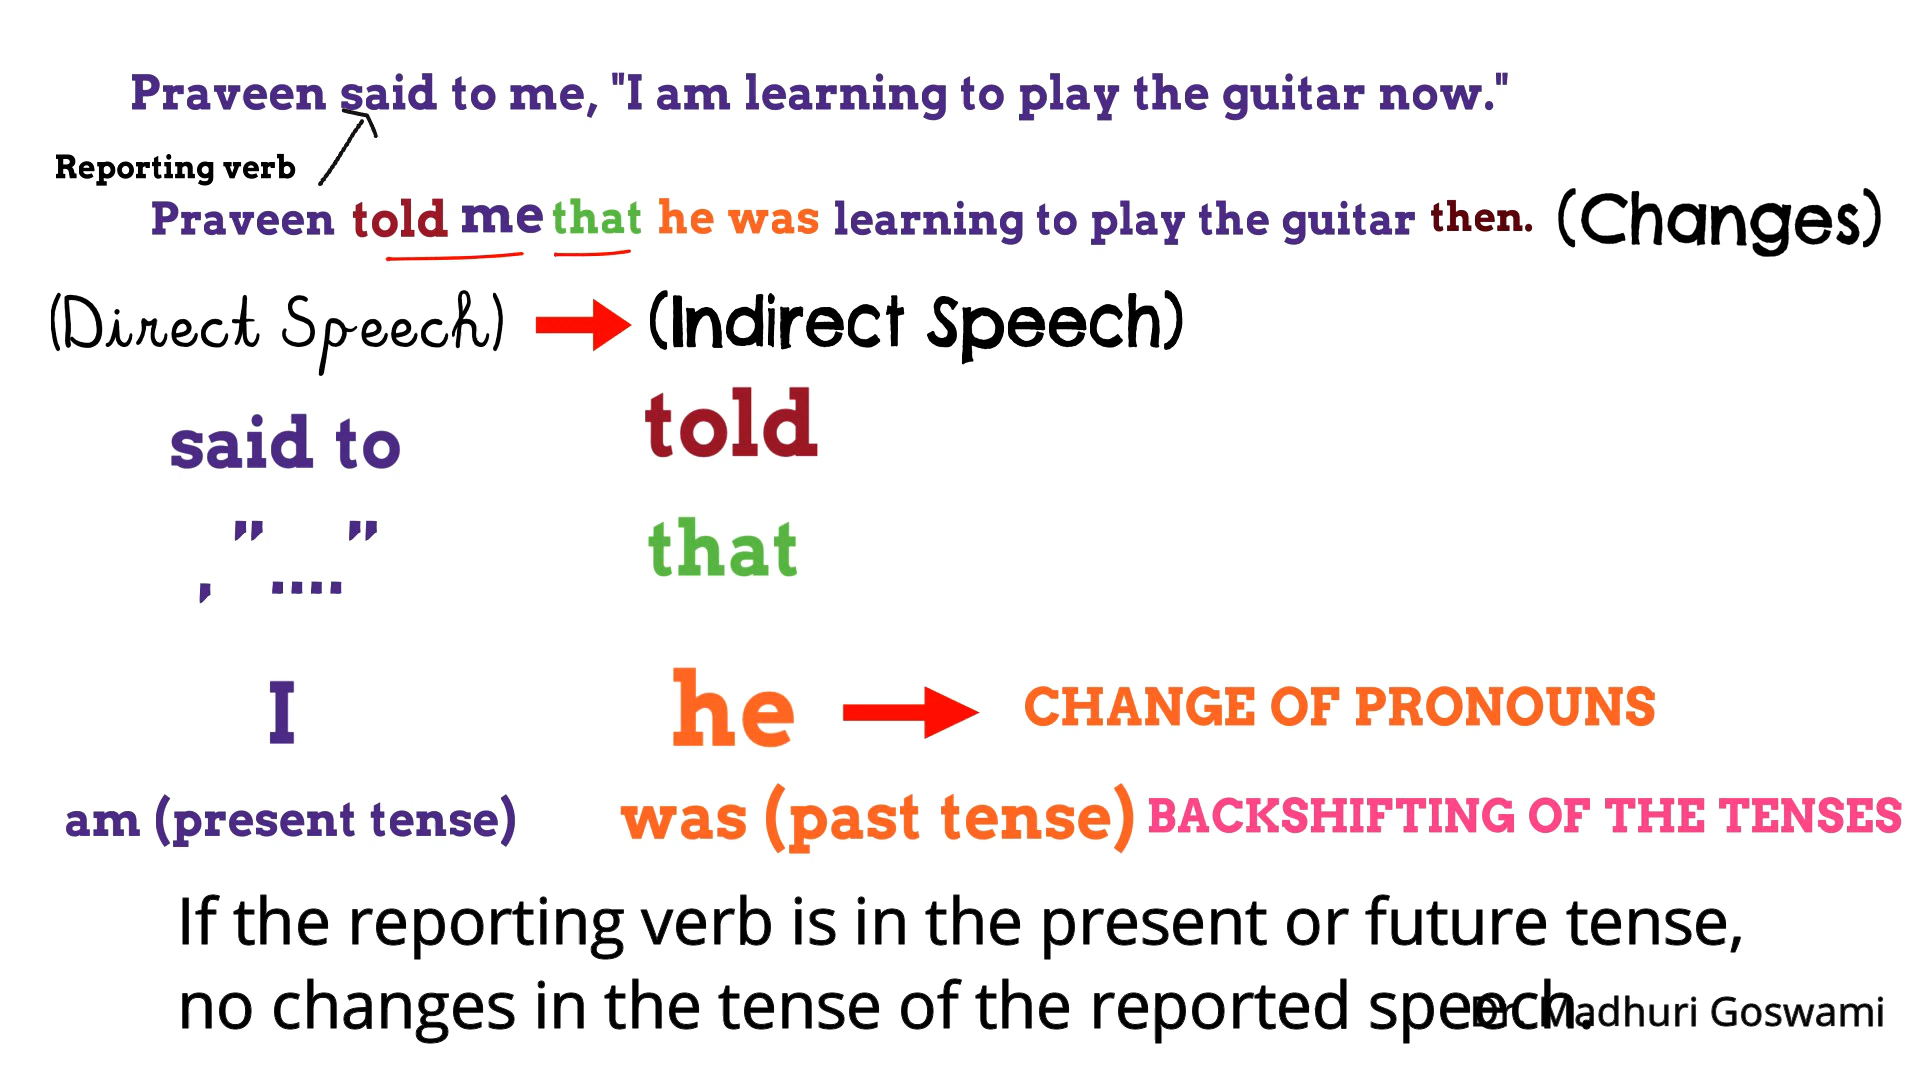 Praveen said to me, "I am learning to play the guitar now."
Reporting verb
Praveen told me that he was learning to play the guitar then. (Changes)
(Direct Speech) (Indirect Speech)
said to told
, ”....” that
I he CHANGE OF PRONOUNS
am (present tense) was (past tense) BACKSHIFTING OF THE TENSES
If the reporting verb is in the present or future tense,
no changes in the tense of the reported speech.
Dr. Madhuri Goswami